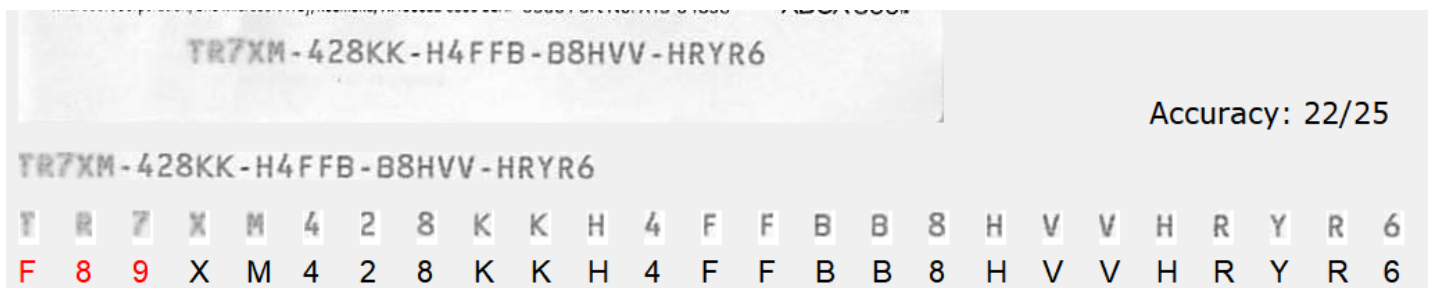 TR7XM-428KK-H4FFB-B8HVV-HRYR6
Accuracy: 22/25
TR7XM-428KK-H4FFB-B8HVV-HRYR6
T R 7 X M 4 2 8 K K H 4 F F B B 8 H V V H R Y R 6
F 8 9 X M 4 2 8 K K H 4 F F B B 8 H V V H R Y R 6